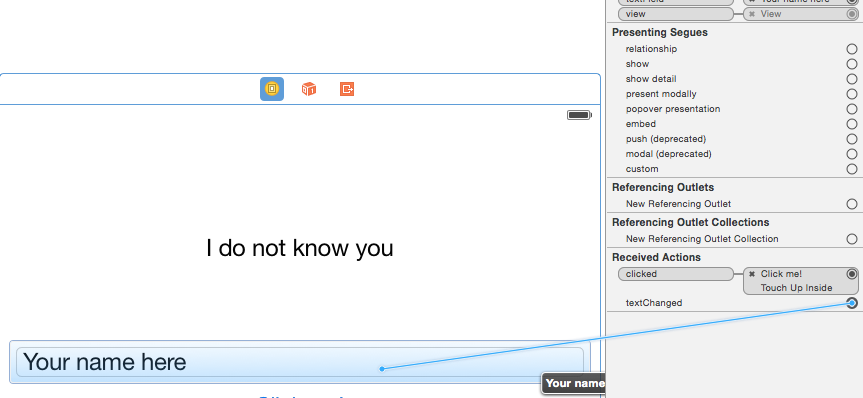 textField
Your name here
view
View
Presenting Segues
relationship
show
show detail
present modally
popover presentation
embed
push (deprecated)
modal (deprecated)
custom
Referencing Outlets
New Referencing Outlet
Referencing Outlet Collections
New Referencing Outlet Collection
Received Actions
clicked
Click me!
Touch Up Inside
textChanged
I do not know you
Your name here
Your name